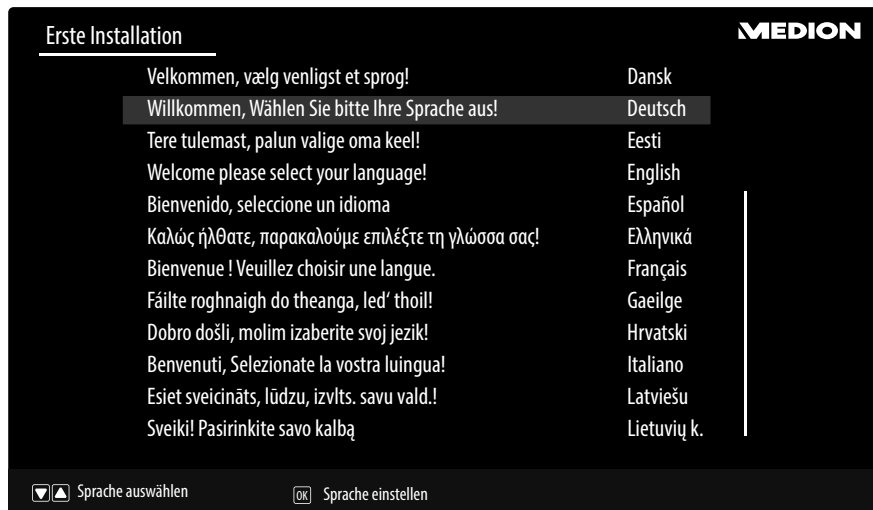 Erste Installation
MEDION
Velkommen, vælg venligst et sprog! Dansk
Willkommen, Wählen Sie bitte Ihre Sprache aus! Deutsch
Tere tulemast, palun valige oma keel! Eesti
Welcome please select your language! English
Bienvenido, seleccione un idioma Español
Καλώς ήλθατε, παρακαλούμε επιλέξτε τη γλώσσα σας! Ελληνικά
Bienvenue ! Veuillez choisir une langue. Français
Fáilte roghnaigh do theanga, led‘ thoil! Gaeilge
Dobro došli, molim izaberite svoj jezik! Hrvatski
Benvenuti, Selezionate la vostra luingua! Italiano
Esiet sveicināts, lūdzu, izvlts. savu vald.! Latviešu
Sveiki! Pasirinkite savo kalbą Lietuvių k.
Sprache auswählen OK Sprache einstellen